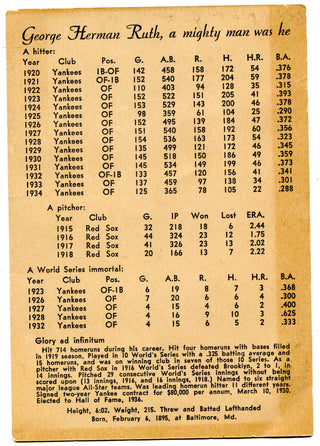 George Herman Ruth, a mighty man was he
A hitter:
Year Club Pos. G. A.B. R. H. H.R. B.A.
1920 Yankees 1B-OF 142 458 158 172 54 .376
1921 Yankees OF-1B 152 540 177 204 59 .378
1922 Yankees OF 110 403 94 128 35 .315
1923 Yankees OF 152 522 151 205 41 .393
1924 Yankees OF 153 529 143 200 46 .378
1925 Yankees OF 98 359 61 104 25 .290
1926 Yankees OF 152 495 139 184 47 .372
1927 Yankees OF 151 540 158 192 60 .356
1928 Yankees OF 154 536 163 173 54 .323
1929 Yankees OF 135 499 121 172 46 .345
1930 Yankees OF 145 518 150 186 49 .359
1931 Yankees OF 145 534 149 199 46 .373
1932 Yankees OF-1B 133 457 120 156 41 .341
1933 Yankees OF 137 459 97 138 34 .301
1934 Yankees OF 125 365 78 105 22 .288
A pitcher:
Year Club G. IP Won Lost ERA.
1915 Red Sox 32 218 18 6 2.44
1916 Red Sox 44 324 23 12 1.75
1917 Red Sox 41 326 23 13 2.02
1918 Red Sox 20 166 13 7 2.22
A World Series immortal:
Year Club Pos. G. A.B. R. H. H.R. B.A.
1923 Yankees OF-1B 6 19 8 7 3 .368
1926 Yankees OF 7 20 6 6 4 .300
1927 Yankees OF 4 15 4 6 2 .400
1928 Yankees OF 4 16 9 10 3 .625
1932 Yankees OF 4 15 6 5 2 .333
Glory ad infinitum
Hit 714 homeruns during his career. Hit four homeruns with bases filled
in 1919 season. Played in 10 World's Series with a .325 batting average and
15 homeruns, and was on winning club in seven of those 10 Series. As a
pitcher with Red Sox in 1916 World's Series defeated Brooklyn, 2 to 1, in
14 innings. Pitched 29 consecutive World's Series innings without being
scored upon (13 innings, 1916, and 16 innings, 1918.) Named to six straight
major league All-Star teams. Was leading homerun hitter 11 different years.
Signed two-year Yankee contract for $80,000 per annum, March 10, 1930.
Elected to Hall of Fame, 1936.
Height, 6:02. Weight, 215. Threw and Batted Lefthanded
Born, February 6, 1895, at Baltimore, Md.